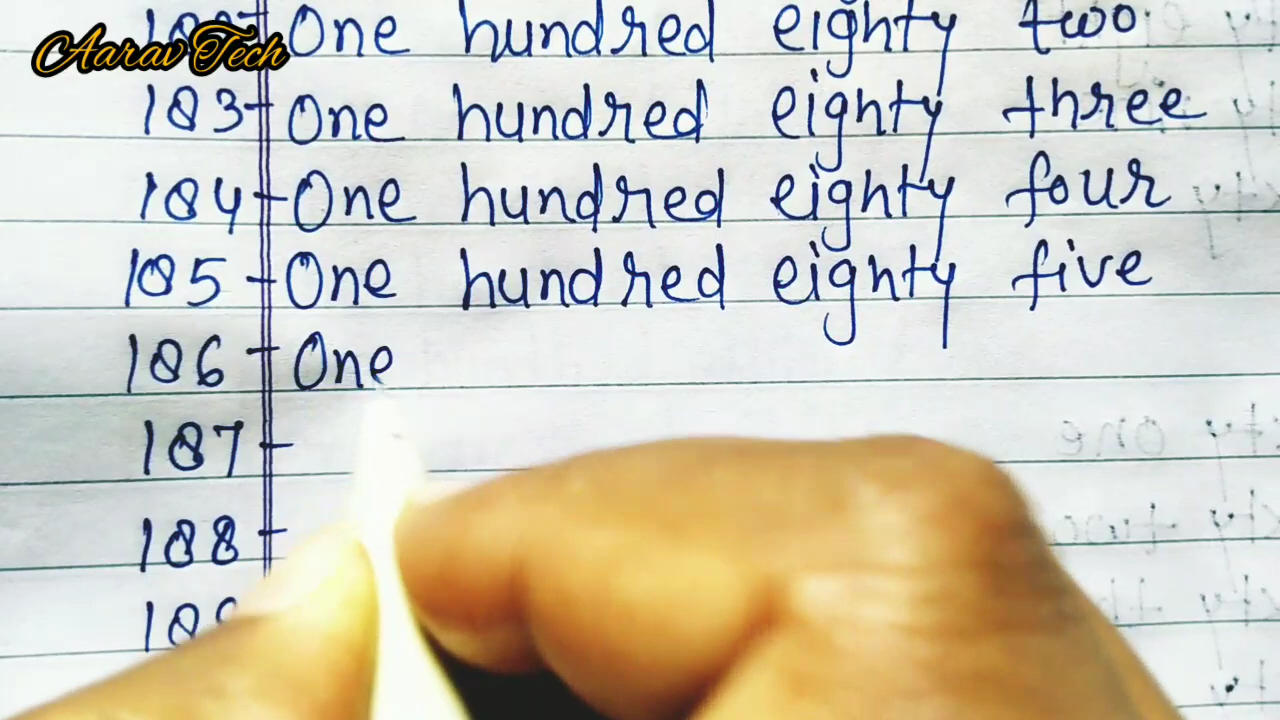 Aarav Tech
One hundred eighty two
183 One hundred eighty three
184 One hundred eighty four
185 - One hundred eighty five
186 - One
187 -
188 -